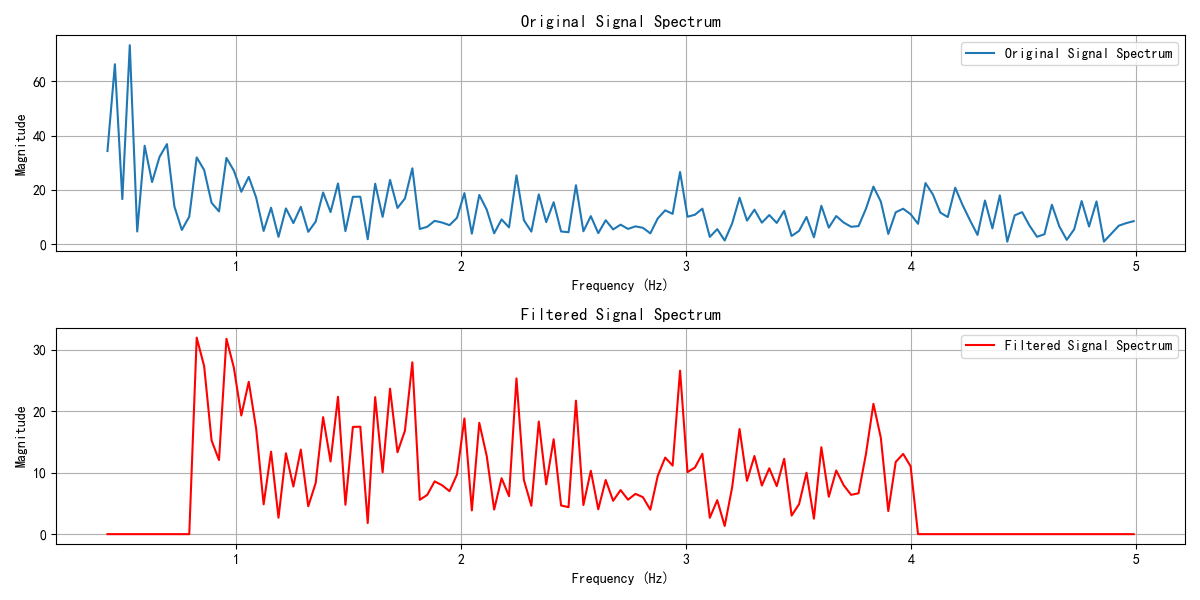 Original Signal Spectrum
Original Signal Spectrum
Magnitude
60
40
20
0
1 2 3 4 5
Frequency (Hz)
Filtered Signal Spectrum
Filtered Signal Spectrum
Magnitude
30
20
10
0
1 2 3 4 5
Frequency (Hz)